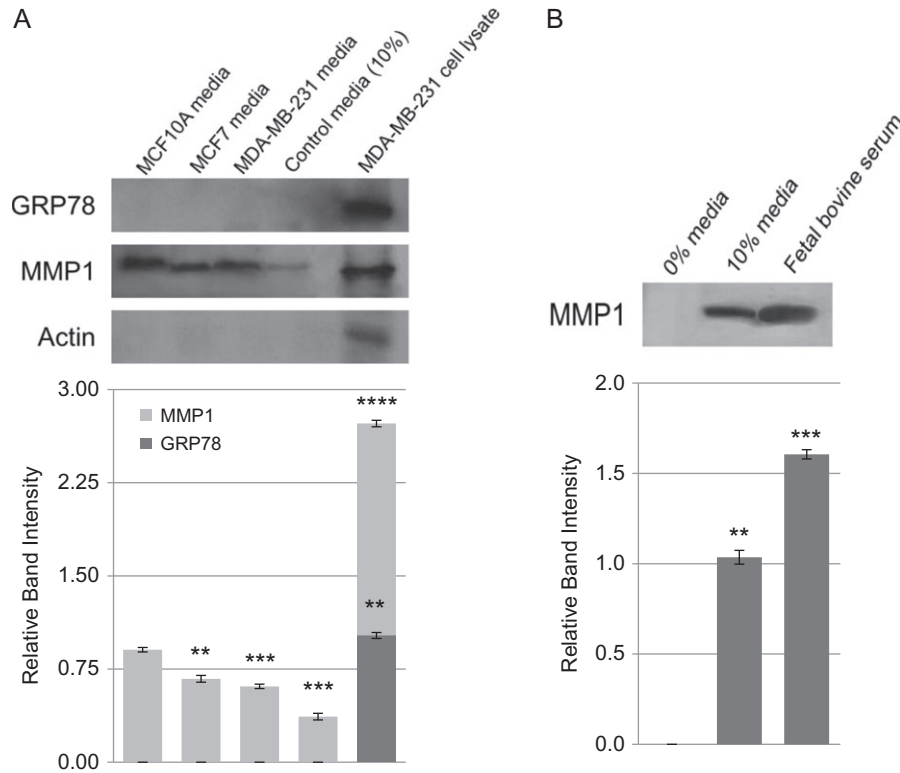 A
MCF10A media
MCF7 media
MDA-MB-231 media
Control media (10%)
MDA-MB-231 cell lysate
GRP78
MMP1
Actin
3.00
2.25
1.50
0.75
0.00
Relative Band Intensity
MMP1
GRP78
**
***
***
****
**
B
0% media
10% media
Fetal bovine serum
MMP1
2.0
1.5
1.0
0.5
0.0
Relative Band Intensity
**
***